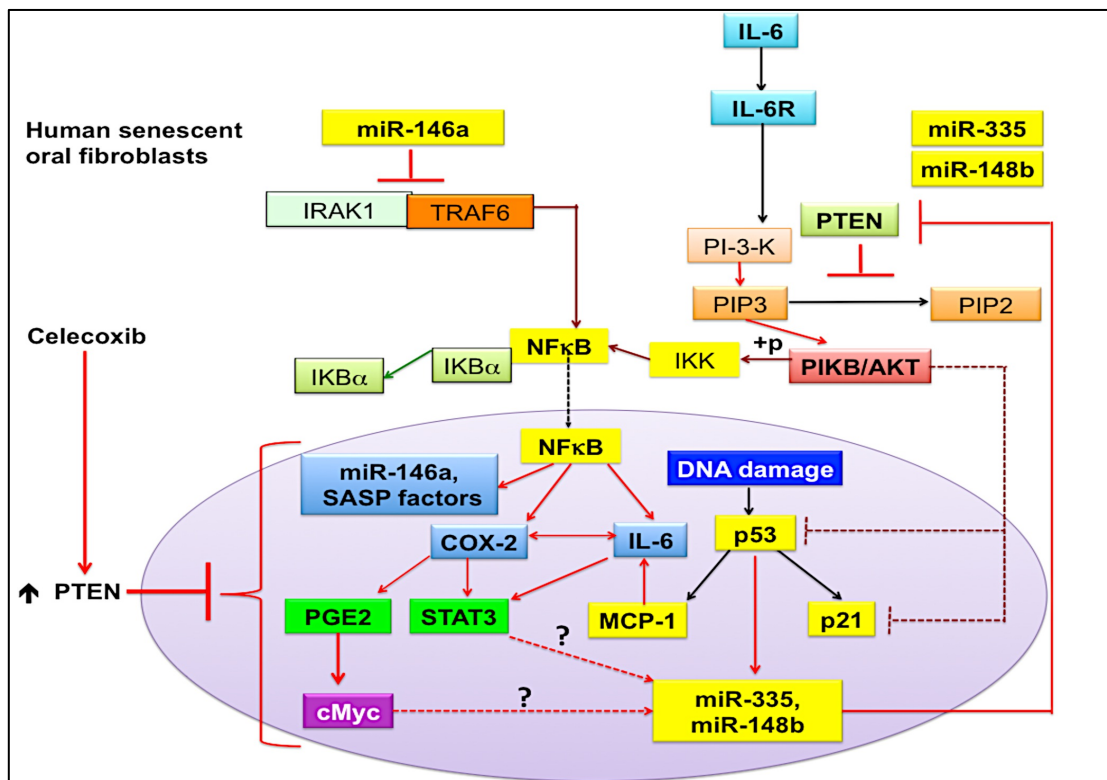 IL-6
IL-6R
Human senescent
oral fibroblasts
miR-146a
miR-335
miR-148b
IRAK1
TRAF6
PTEN
PI-3-K
PIP3
PIP2
Celecoxib
NFκB
+p
IKBα
IKBα
IKK
PIKB/AKT
NFκB
miR-146a,
SASP factors
DNA damage
COX-2
IL-6
p53
↑ PTEN
PGE2
STAT3
MCP-1
p21
?
cMyc
?
miR-335,
miR-148b